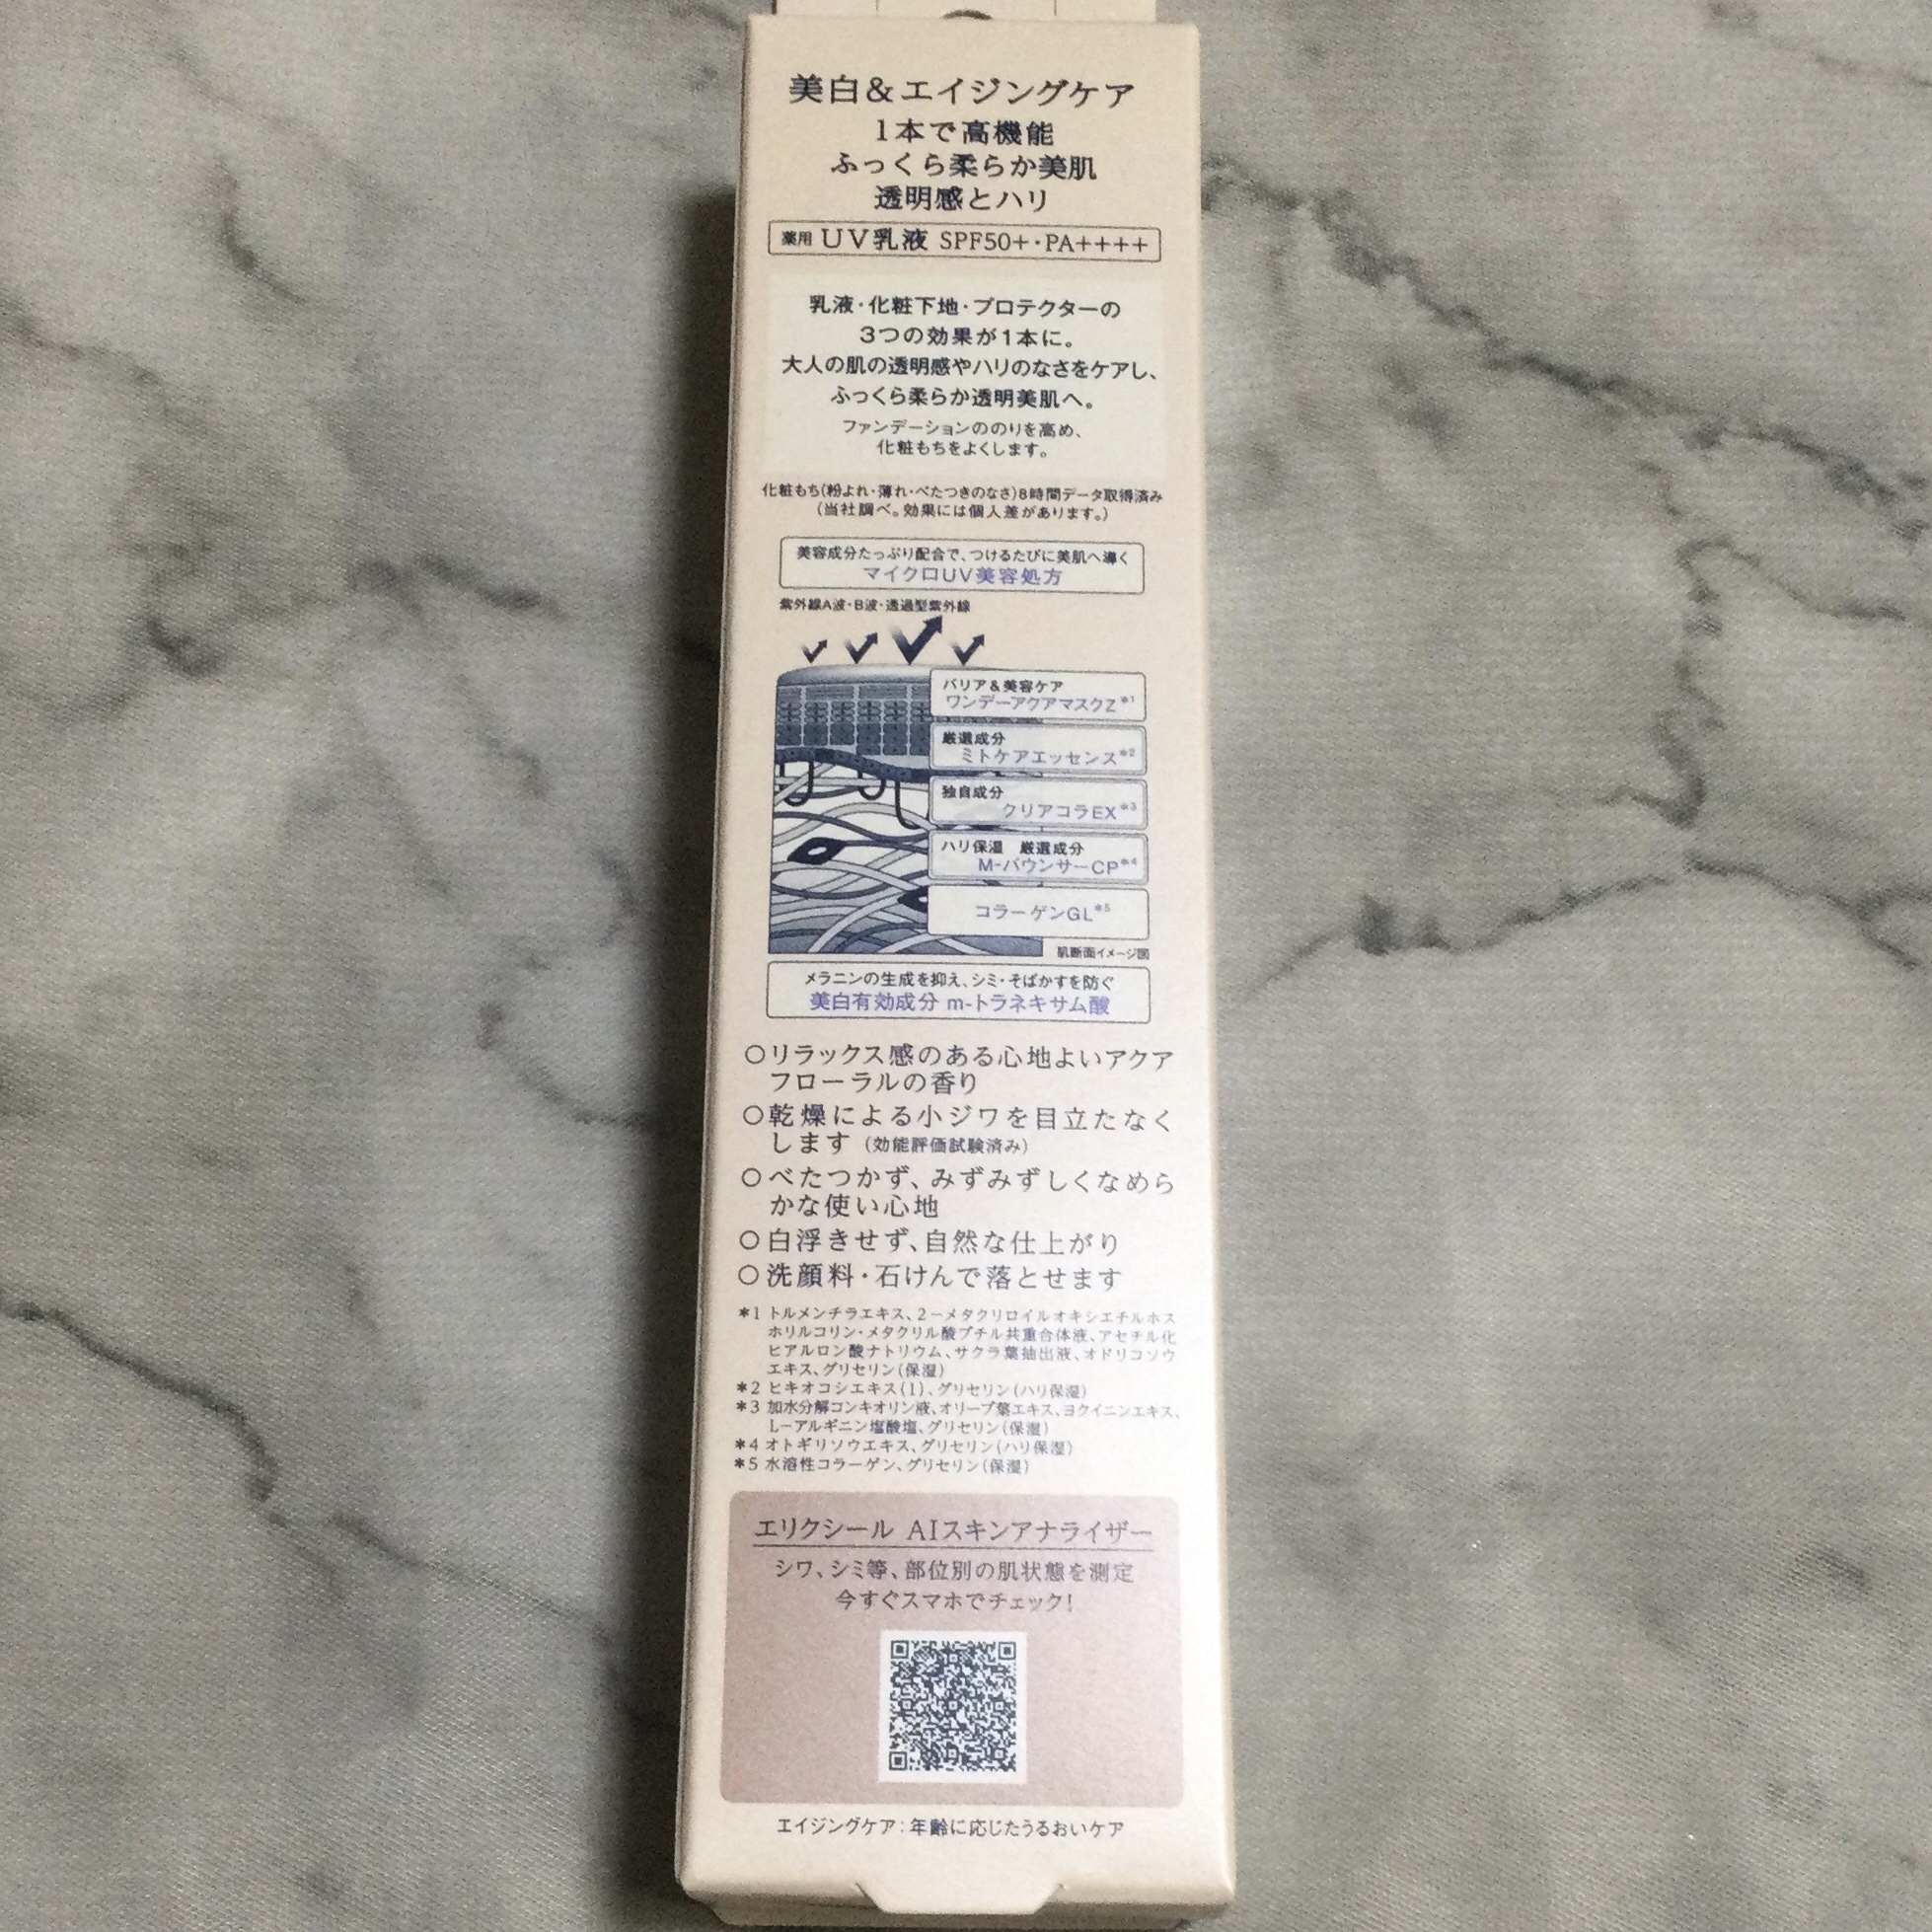 美白&エイジングケア
1本で高機能
ふっくら柔らか美肌
透明感とハリ
薬用 UV乳液 SPF50+・PA++++
乳液・化粧下地・プロテクターの
3つの効果が1本に。
大人の肌の透明感やハリのなさをケアし、
ふっくら柔らか透明美肌へ。
ファンデーションののりを高め、
化粧もちをよくします。
化粧もち(粉よれ・薄れ・べたつきのなさ)8時間データ取得済み
(当社調べ。効果には個人差があります。)
美容成分たっぷり配合で、つけるたびに美肌へ導く
マイクロUV美容処方
紫外線A波・B波・透過型紫外線
バリア&美容ケア
ワンデーアクアマスクZ*1
厳選成分
ミトケアエッセンス*2
独自成分
クリアコラEX*3
ハリ保湿 厳選成分
M-バウンサーCP*4
コラーゲンGL*5
肌断面イメージ図
メラニンの生成を抑え、シミ・そばかすを防ぐ
美白有効成分 m-トラネキサム酸
○リラックス感のある心地よいアクア
フローラルの香り
○乾燥による小ジワを目立たなく
します(効能評価試験済み)
○べたつかず、みずみずしくなめら
かな使い心地
○白浮きせず、自然な仕上がり
○洗顔料・石けんで落とせます
*1 トルメンチラエキス、2-メタクリロイルオキシエチルホス
ホリルコリン・メタクリル酸ブチル共重合体液、アセチル化
ヒアルロン酸ナトリウム、サクラ葉抽出液、オドリコソウ
エキス、グリセリン(保湿)
*2 ヒキオコシエキス(1)、グリセリン(ハリ保湿)
*3 加水分解コンキオリン液、オリーブ葉エキス、ヨクイニンエキス、
L-アルギニン塩酸塩、グリセリン(保湿)
*4 オトギリソウエキス、グリセリン(ハリ保湿)
*5 水溶性コラーゲン、グリセリン(保湿)
エリクシール AIスキンアナライザー
シワ、シミ等、部位別の肌状態を測定
今すぐスマホでチェック!
エイジングケア:年齢に応じたうるおいケア